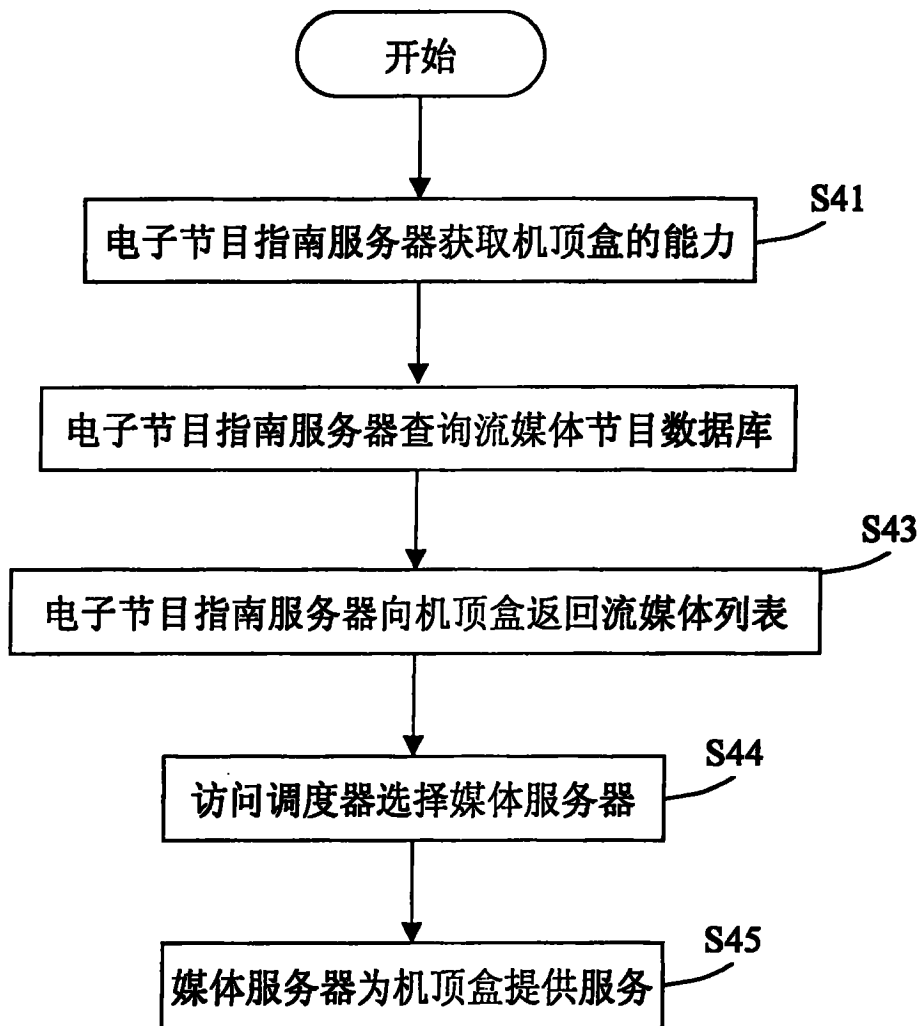 开始
S41
电子节目指南服务器获取机顶盒的能力
电子节目指南服务器查询流媒体节目数据库
S43
电子节目指南服务器向机顶盒返回流媒体列表
S44
访问调度器选择媒体服务器
S45
媒体服务器为机顶盒提供服务